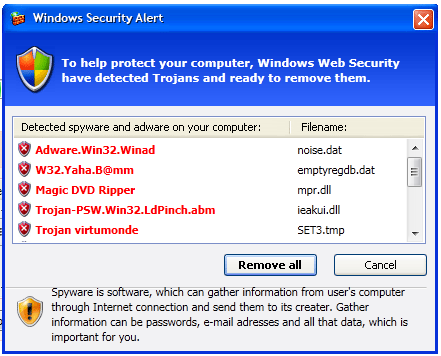 Windows Security Alert
To help protect your computer, Windows Web Security
have detected Trojans and ready to remove them.
Detected spyware and adware on your computer: Filename:
Adware.Win32.Winad noise.dat
W32.Yaha.B@mm emptyregdb.dat
Magic DVD Ripper mpr.dll
Trojan-PSW.Win32.LdPinch.abm ieakui.dll
Trojan virtumonde SET3.tmp
Remove all Cancel
Spyware is software, which can gather information from user's computer
through Internet connection and send them to its creater. Gather
information can be passwords, e-mail adresses and all that data, which is
important for you.